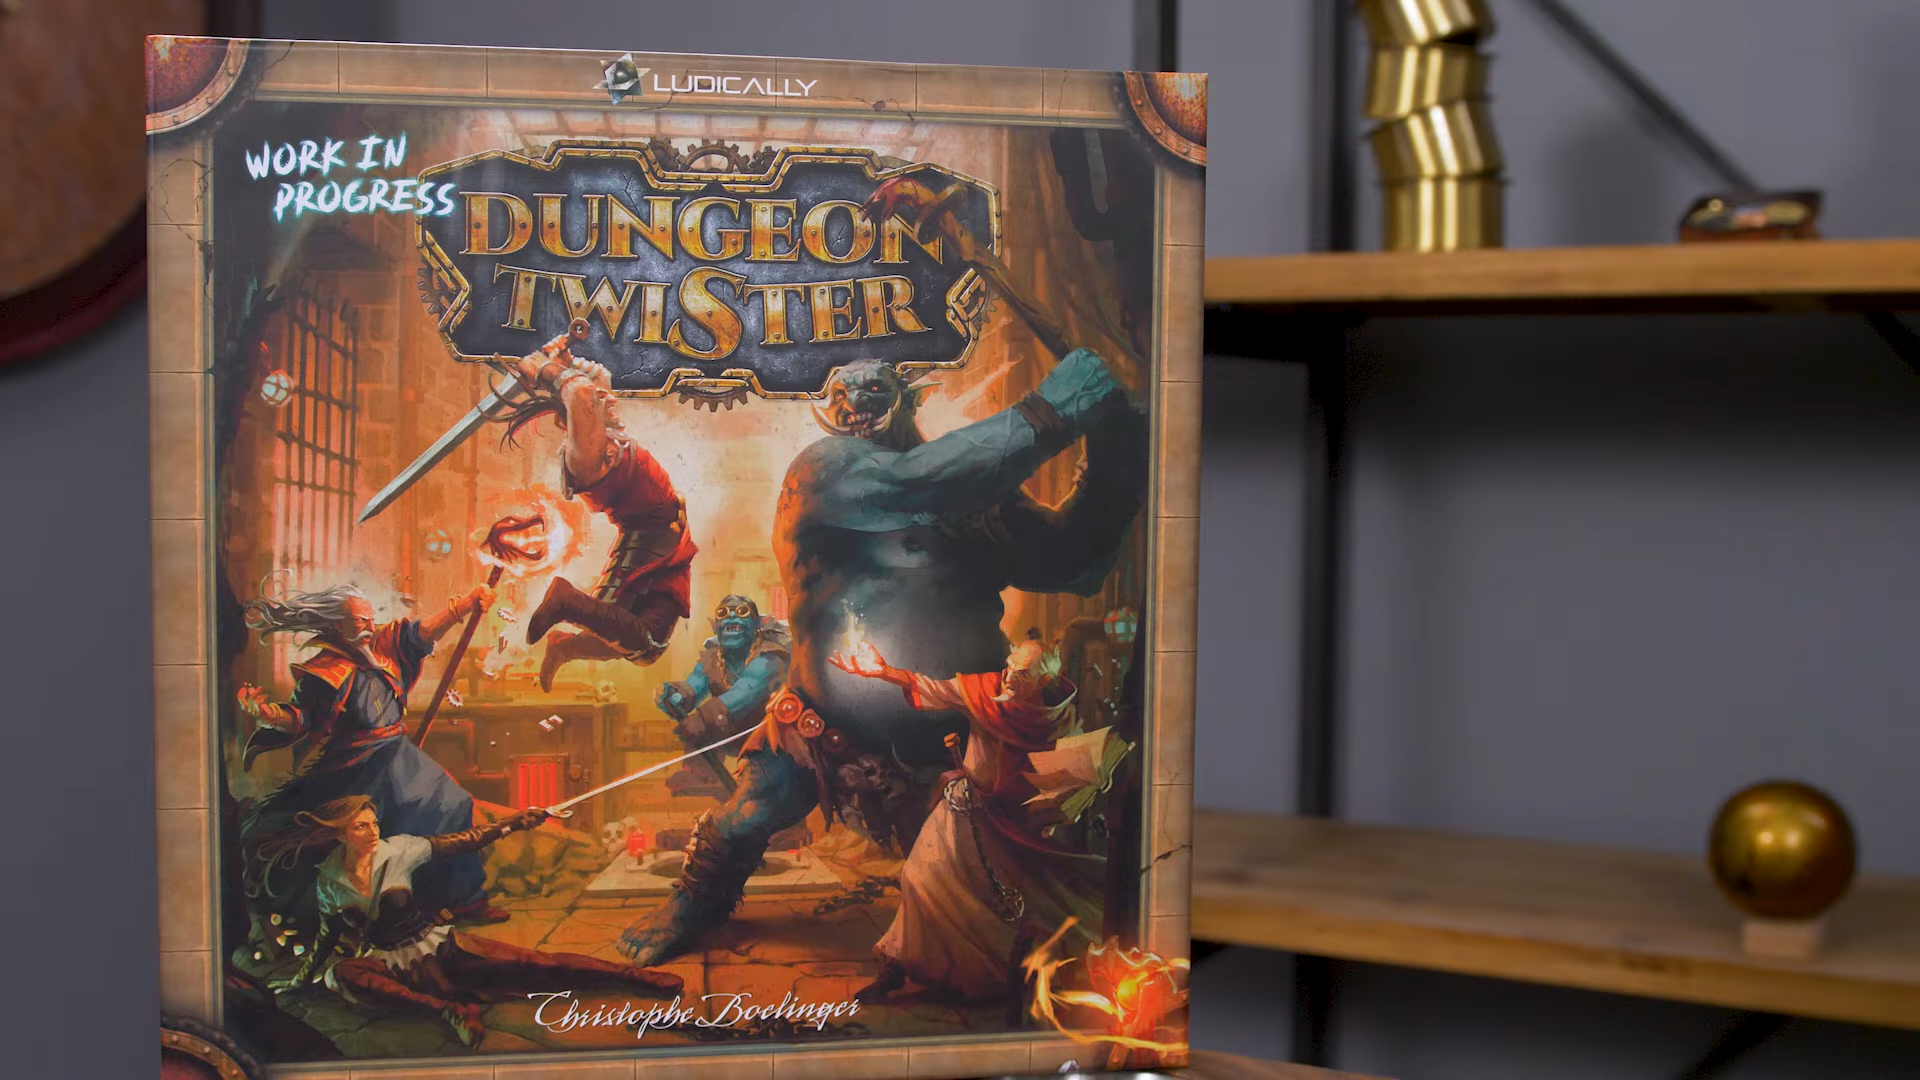 LUDICALLY
WORK IN
PROGRESS
DUNGEON
TWISTER
Christophe Boelinger